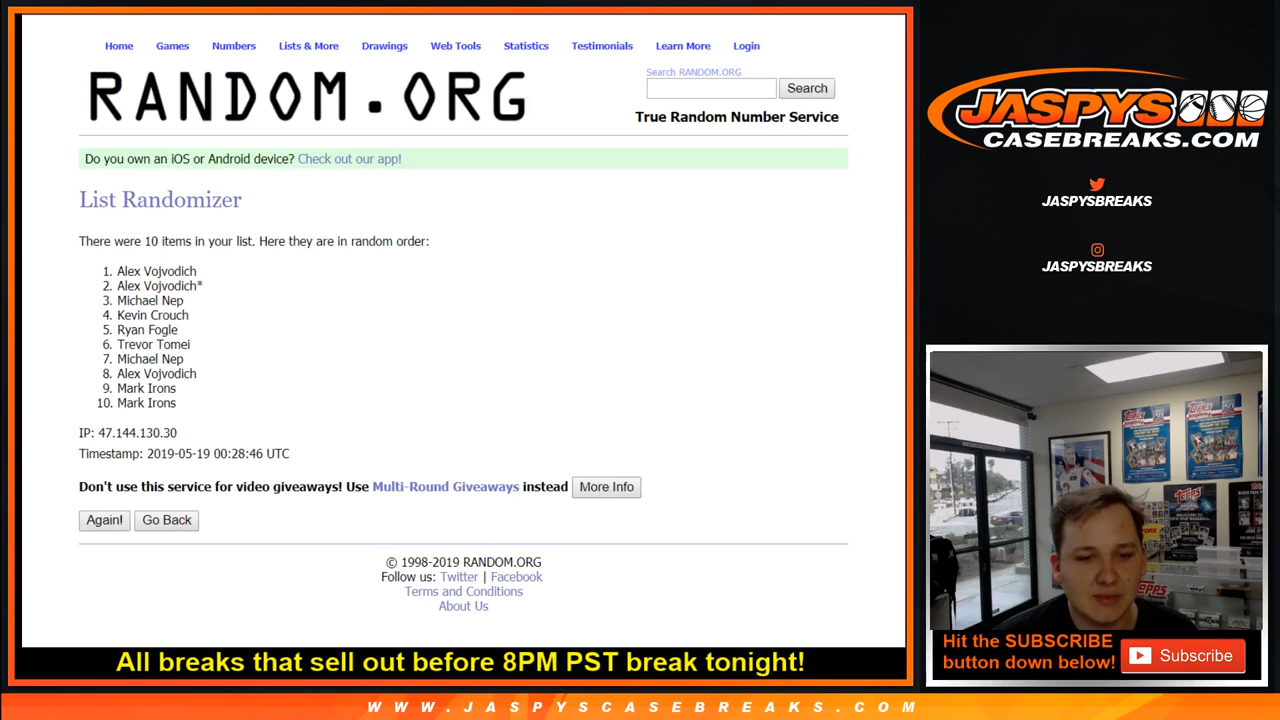 Home Games Numbers Lists & More Drawings Web Tools Statistics Testimonials Learn More Login
RANDOM.ORG
Search RANDOM.ORG
Search
True Random Number Service
Do you own an iOS or Android device? Check out our app!
List Randomizer
There were 10 items in your list. Here they are in random order:
1. Alex Vojvodich
2. Alex Vojvodich*
3. Michael Nep
4. Kevin Crouch
5. Ryan Fogle
6. Trevor Tomei
7. Michael Nep
8. Alex Vojvodich
9. Mark Irons
10. Mark Irons
IP: 47.144.130.30
Timestamp: 2019-05-19 00:28:46 UTC
Don't use this service for video giveaways! Use Multi-Round Giveaways instead More Info
Again! Go Back
© 1998-2019 RANDOM.ORG
Follow us: Twitter | Facebook
Terms and Conditions
About Us
All breaks that sell out before 8PM PST break tonight!
JASPYS
CASEBREAKS.COM
JASPYSBREAKS
JASPYSBREAKS
Topps
Topps
Topps
TOPPS
Hit the SUBSCRIBE
button down below!
Subscribe
WWW.JASPYSCASEBREAKS.COM